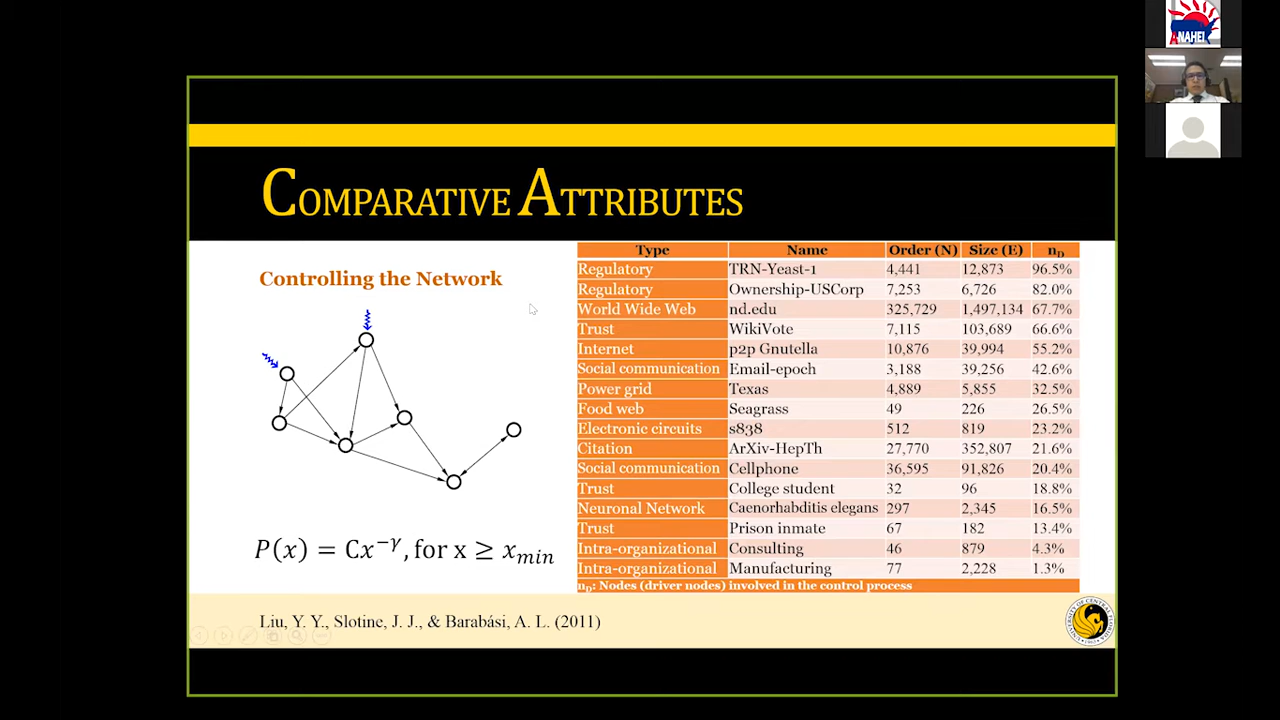 ANAHEI
COMPARATIVE ATTRIBUTES
Controlling the Network
P(x) = Cx^−γ, for x ≥ x_min
Type Name Order (N) Size (E) n_D
Regulatory TRN-Yeast-1 4,441 12,873 96.5%
Regulatory Ownership-USCorp 7,253 6,726 82.0%
World Wide Web nd.edu 325,729 1,497,134 67.7%
Trust WikiVote 7,115 103,689 66.6%
Internet p2p Gnutella 10,876 39,994 55.2%
Social communication Email-epoch 3,188 39,256 42.6%
Power grid Texas 4,889 5,855 32.5%
Food web Seagrass 49 226 26.5%
Electronic circuits s838 512 819 23.2%
Citation ArXiv-HepTh 27,770 352,807 21.6%
Social communication Cellphone 36,595 91,826 20.4%
Trust College student 32 96 18.8%
Neuronal Network Caenorhabditis elegans 297 2,345 16.5%
Trust Prison inmate 67 182 13.4%
Intra-organizational Consulting 46 879 4.3%
Intra-organizational Manufacturing 77 2,228 1.3%
n_D: Nodes (driver nodes) involved in the control process
Liu, Y. Y., Slotine, J. J., & Barabási, A. L. (2011)
UNIVERSITY OF CENTRAL FLORIDA